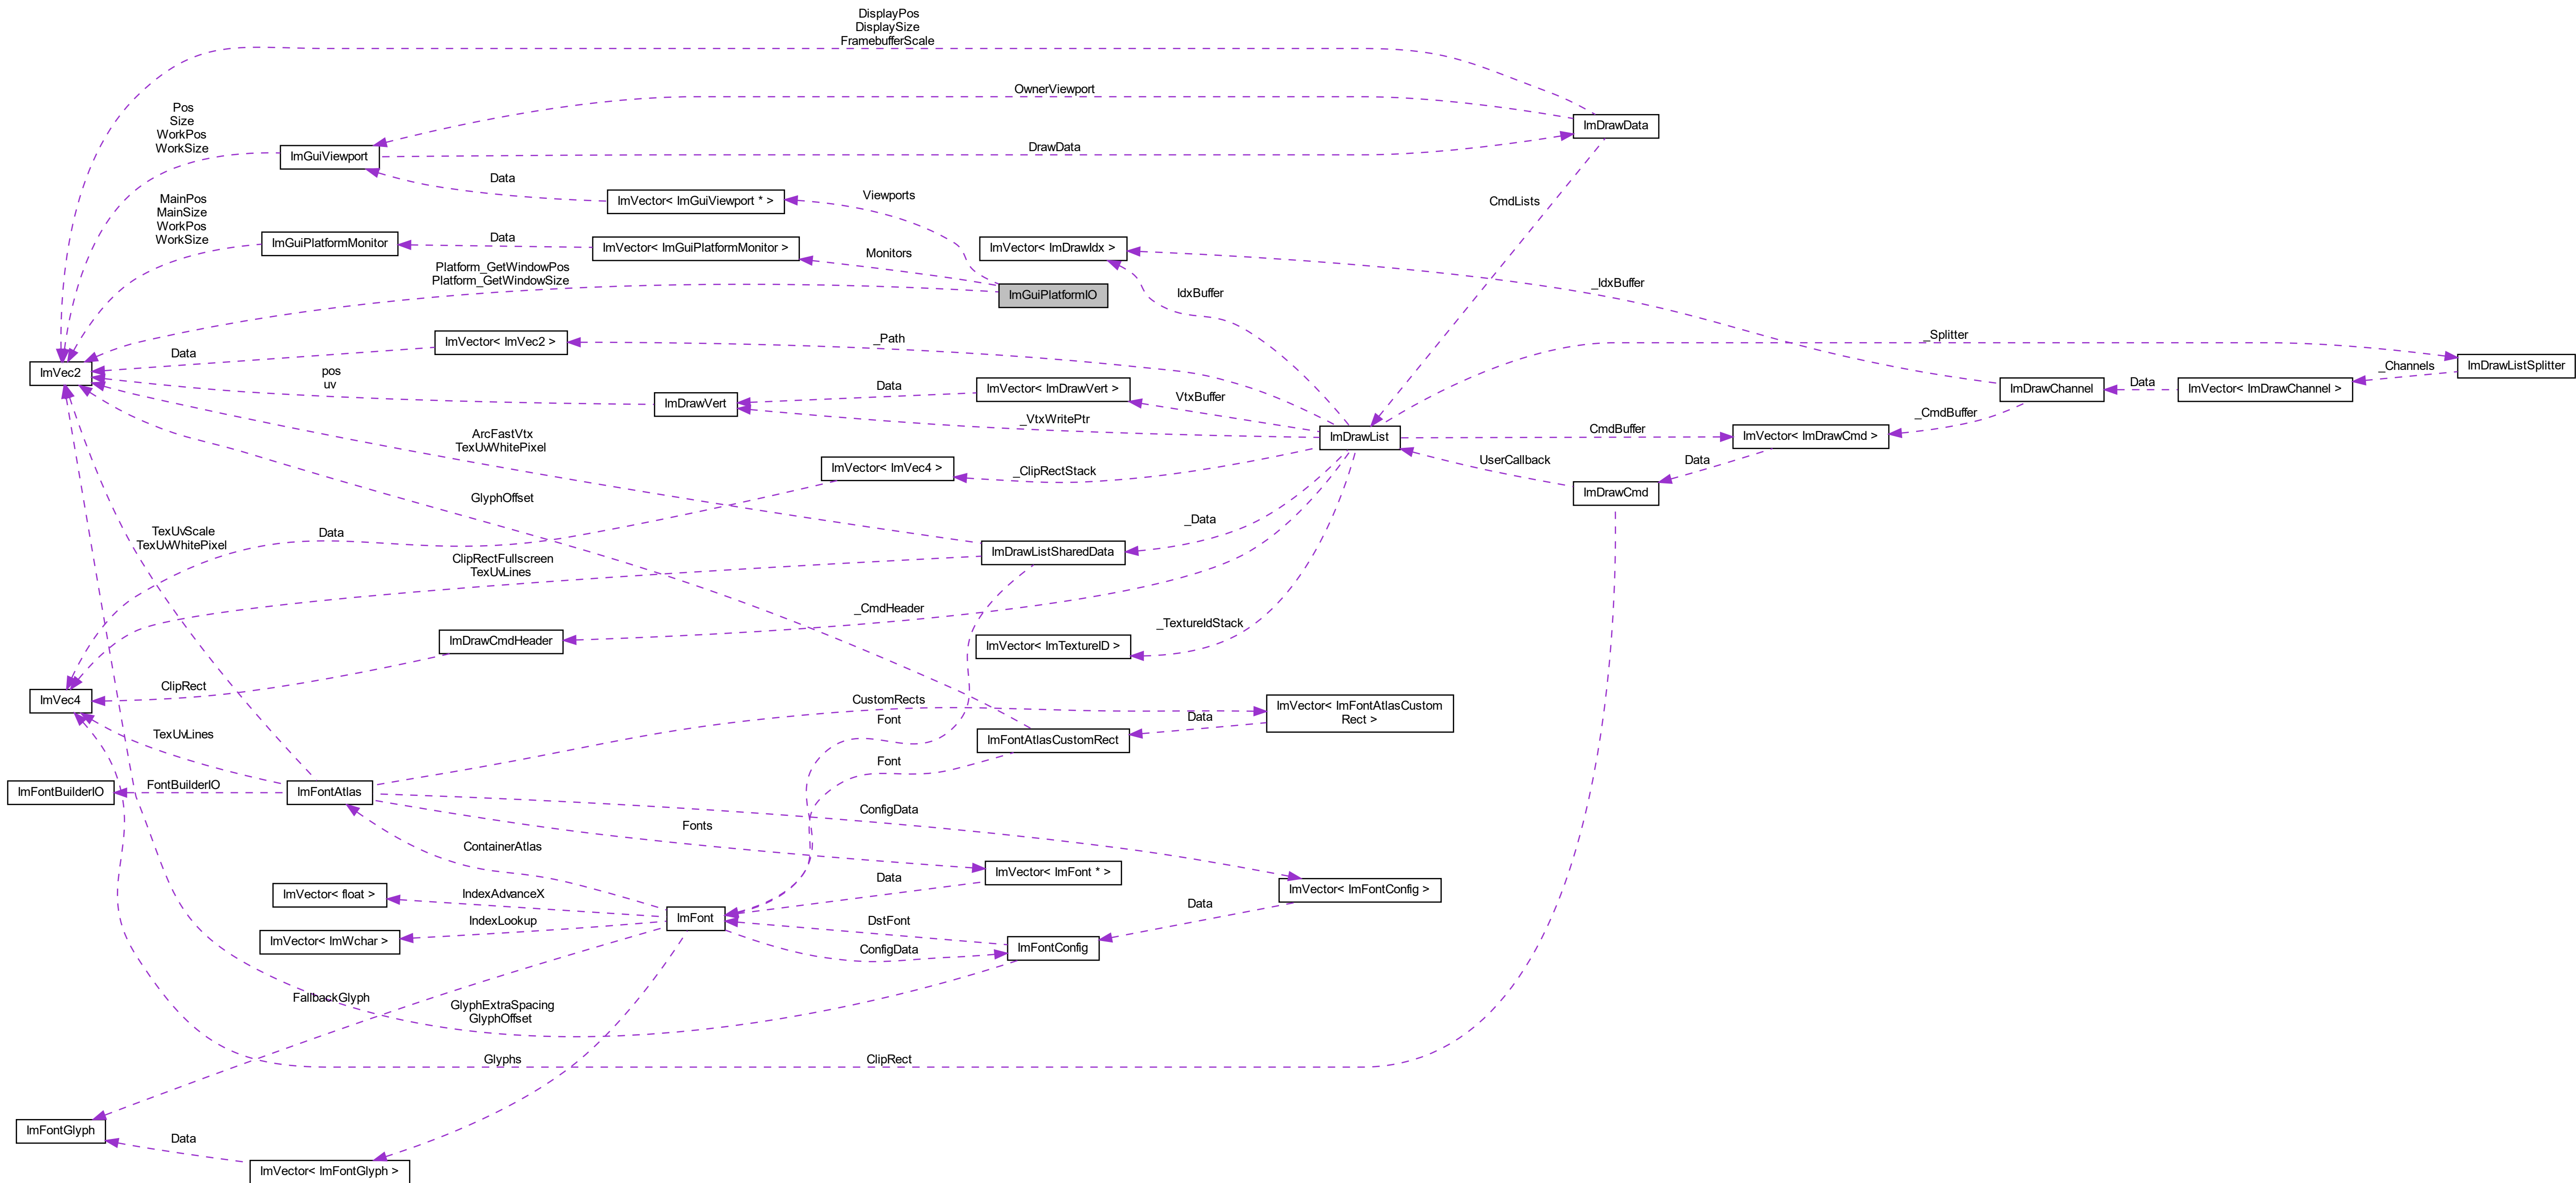 DisplayPos
DisplaySize
FramebufferScale
OwnerViewport
ImDrawData
Pos
Size
WorkPos
WorkSize
ImGuiViewport
DrawData
Data
ImVector< ImGuiViewport * >
Viewports
CmdLists
MainPos
MainSize
WorkPos
WorkSize
ImGuiPlatformMonitor
Data
ImVector< ImGuiPlatformMonitor >
Monitors
ImVector< ImDrawIdx >
Platform_GetWindowPos
Platform_GetWindowSize
ImGuiPlatformIO
IdxBuffer
_IdxBuffer
ImVector< ImVec2 >
_Path
_Splitter
Data
ImVec2
ImDrawListSplitter
_Channels
pos
uv
ImDrawVert
Data
ImVector< ImDrawVert >
VtxBuffer
_VtxWritePtr
ImDrawChannel
Data
ImVector< ImDrawChannel >
_CmdBuffer
ArcFastVtx
TexUvWhitePixel
ImDrawList
CmdBuffer
ImVector< ImDrawCmd >
ImVector< ImVec4 >
_ClipRectStack
UserCallback
Data
ImDrawCmd
GlyphOffset
TexUvScale
TexUvWhitePixel
Data
_Data
ClipRectFullscreen
TexUvLines
ImDrawListSharedData
_CmdHeader
ImDrawCmdHeader
_TextureIdStack
ImVector< ImTextureID >
ClipRect
ImVec4
CustomRects
Font
ImVector< ImFontAtlasCustom
Rect >
Data
TexUvLines
ImFontAtlasCustomRect
Font
ImFontBuilderIO
FontBuilderIO
ImFontAtlas
ConfigData
Fonts
ContainerAtlas
ImVector< ImFont * >
Data
ImVector< ImFontConfig >
ImVector< float >
IndexAdvanceX
Data
ImFont
IndexLookup
ImVector< ImWchar >
DstFont
ImFontConfig
ConfigData
FallbackGlyph
GlyphExtraSpacing
GlyphOffset
Glyphs
ClipRect
ImFontGlyph
Data
ImVector< ImFontGlyph >